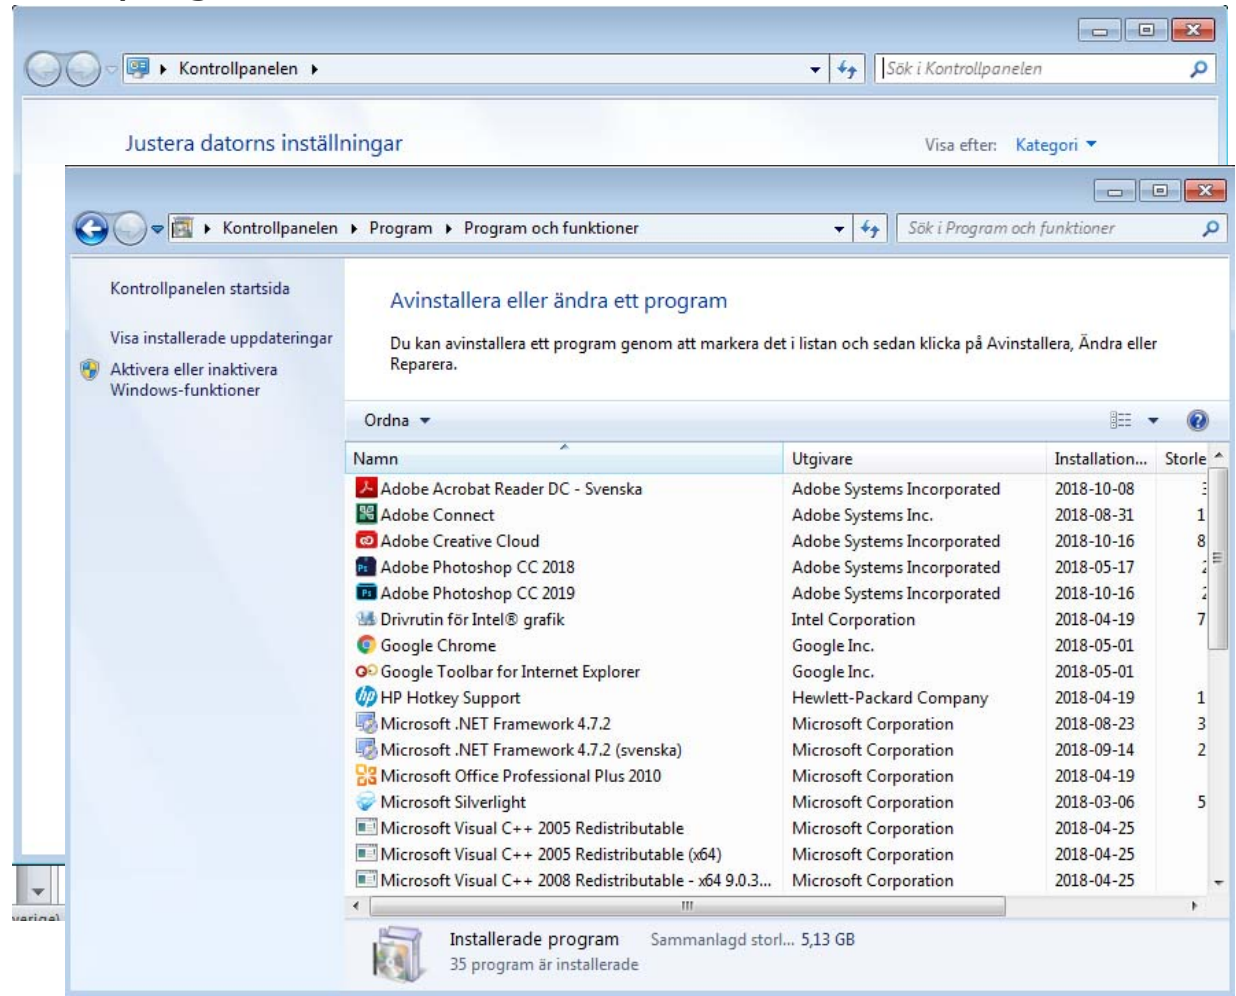 Kontrollpanelen
Sök i Kontrollpanelen
Justera datorns inställningar
Visa efter: Kategori
Kontrollpanelen Program Program och funktioner
Sök i Program och funktioner
Kontrollpanelen startsida
Visa installerade uppdateringar
Aktivera eller inaktivera
Windows-funktioner
Avinstallera eller ändra ett program
Du kan avinstallera ett program genom att markera det i listan och sedan klicka på Avinstallera, Ändra eller
Reparera.
Ordna
Namn Utgivare Installation... Storle
Adobe Acrobat Reader DC - Svenska Adobe Systems Incorporated 2018-10-08
Adobe Connect Adobe Systems Inc. 2018-08-31 1
Adobe Creative Cloud Adobe Systems Incorporated 2018-10-16 8
Adobe Photoshop CC 2018 Adobe Systems Incorporated 2018-05-17
Adobe Photoshop CC 2019 Adobe Systems Incorporated 2018-10-16
Drivrutin för Intel® grafik Intel Corporation 2018-04-19 7
Google Chrome Google Inc. 2018-05-01
Google Toolbar for Internet Explorer Google Inc. 2018-05-01
HP Hotkey Support Hewlett-Packard Company 2018-04-19 1
Microsoft .NET Framework 4.7.2 Microsoft Corporation 2018-08-23 3
Microsoft .NET Framework 4.7.2 (svenska) Microsoft Corporation 2018-09-14 2
Microsoft Office Professional Plus 2010 Microsoft Corporation 2018-04-19
Microsoft Silverlight Microsoft Corporation 2018-03-06 5
Microsoft Visual C++ 2005 Redistributable Microsoft Corporation 2018-04-25
Microsoft Visual C++ 2005 Redistributable (x64) Microsoft Corporation 2018-04-25
Microsoft Visual C++ 2008 Redistributable - x64 9.0.3... Microsoft Corporation 2018-04-25
Installerade program Sammanlagd storl... 5,13 GB
35 program är installerade